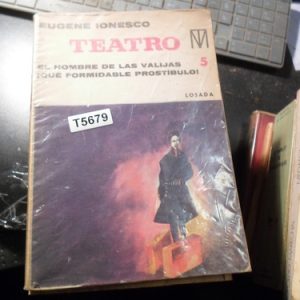 EUGENE IONESCO
TEATRO
EL HOMBRE DE LAS VALIJAS
¡QUÉ FORMIDABLE PROSTÍBULO!
5
LOSADA
T5679